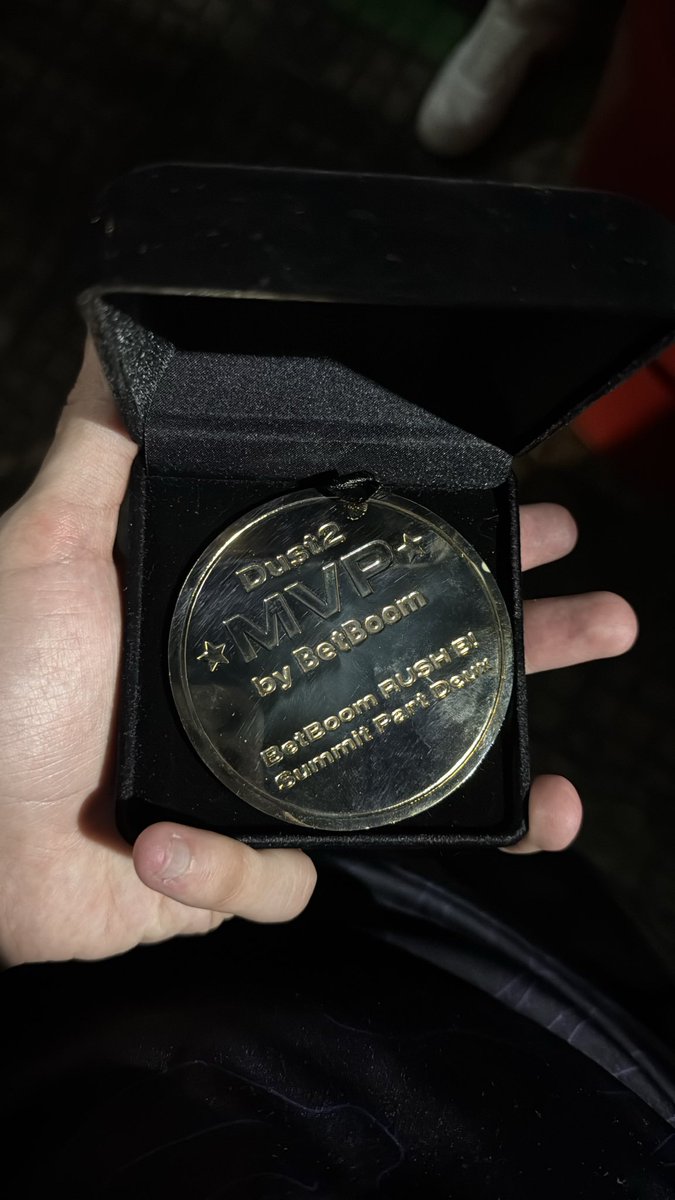 Dust2
MVP
by BetBoom
BetBoom RUSH B!
Summit Part Deux